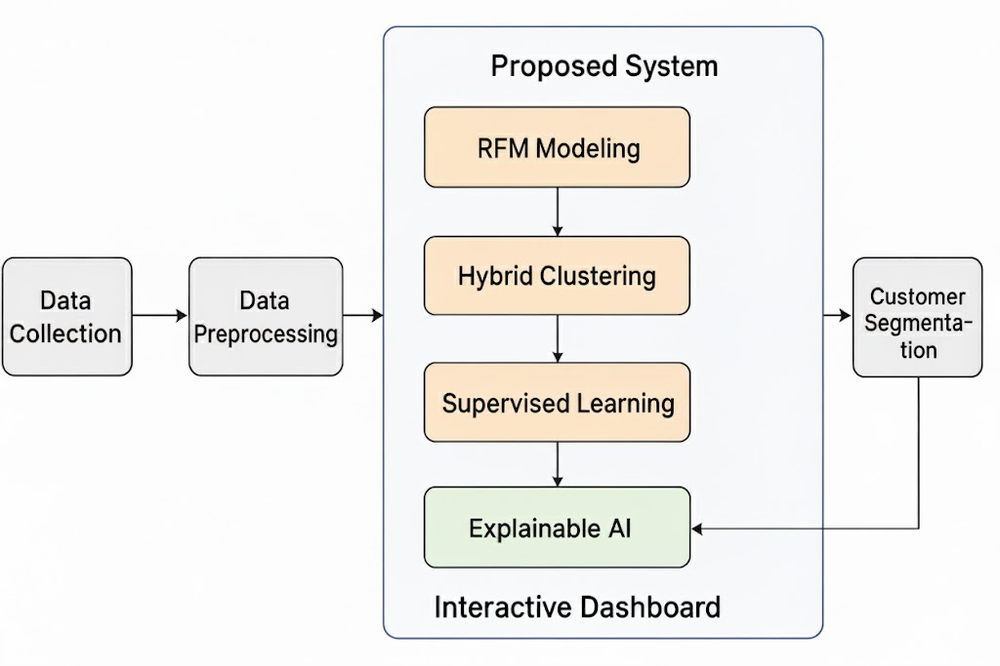 Proposed System
RFM Modeling
Hybrid Clustering
Supervised Learning
Explainable AI
Interactive Dashboard
Data
Collection
Data
Preprocessing
Customer
Segmenta-
tion